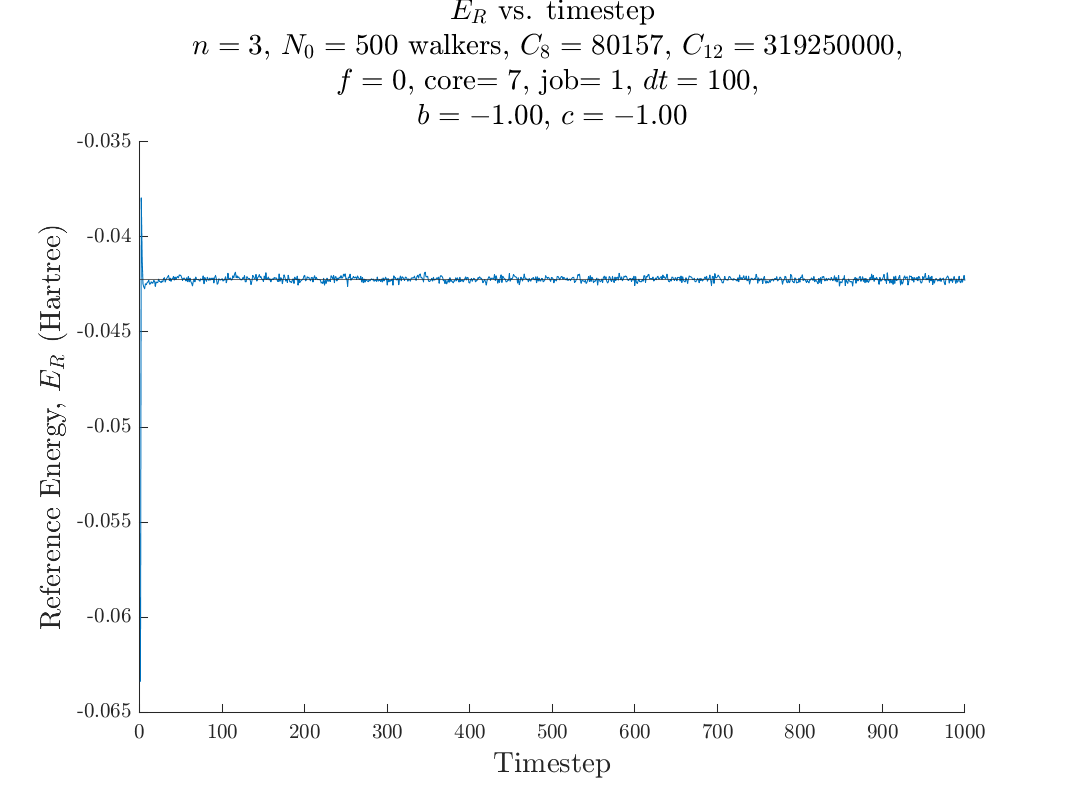 E_R vs. timestep
n = 3, N_0 = 500 walkers, C_8 = 80157, C_12 = 319250000,
f = 0, core= 7, job= 1, dt = 100,
b = −1.00, c = −1.00
Reference Energy, E_R (Hartree)
-0.035
-0.04
-0.045
-0.05
-0.055
-0.06
-0.065
0 100 200 300 400 500 600 700 800 900 1000
Timestep